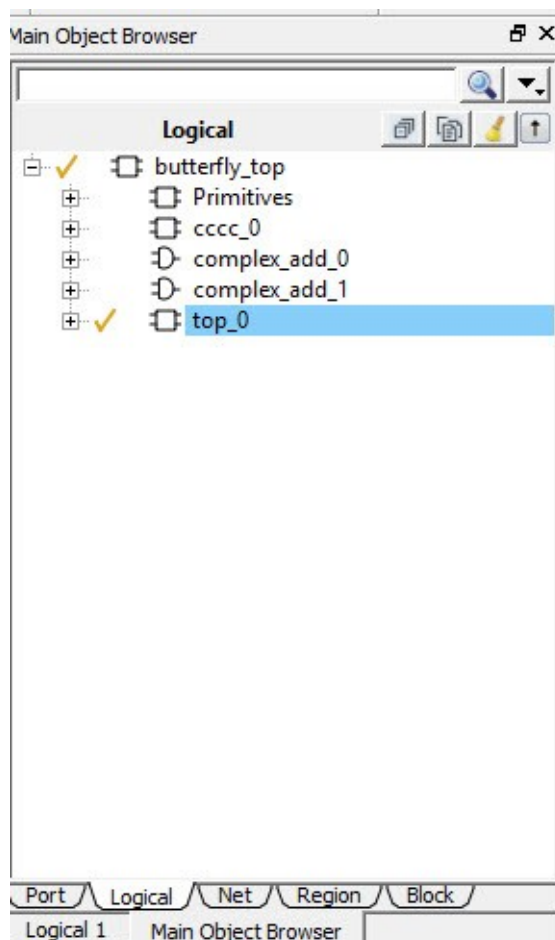 Main Object Browser
Logical
butterfly_top
Primitives
cccc_0
complex_add_0
complex_add_1
top_0
Port Logical Net Region Block
Logical 1 Main Object Browser